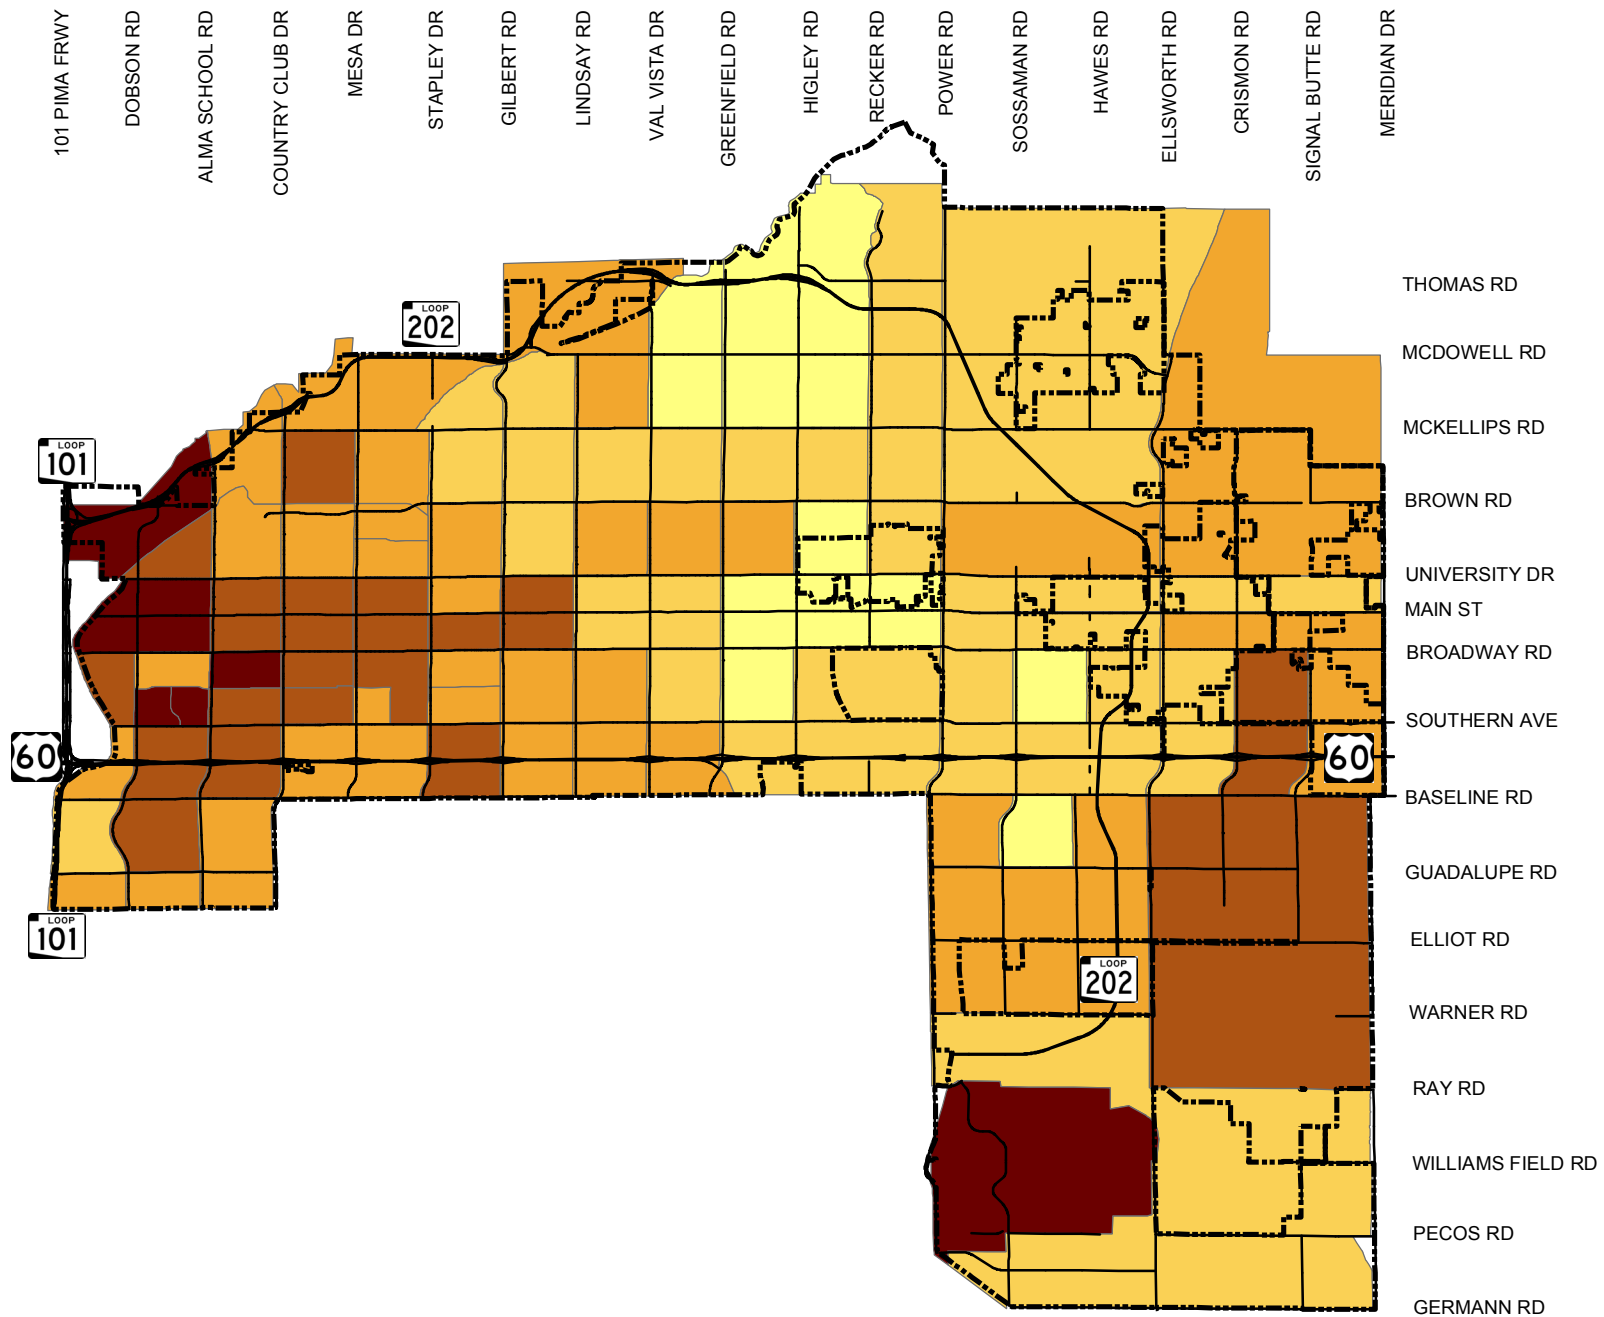 101 PIMA FRWY
DOBSON RD
ALMA SCHOOL RD
COUNTRY CLUB DR
MESA DR
STAPLEY DR
GILBERT RD
LINDSAY RD
VAL VISTA DR
GREENFIELD RD
HIGLEY RD
RECKER RD
POWER RD
SOSSAMAN RD
HAWES RD
ELLSWORTH RD
CRISMON RD
SIGNAL BUTTE RD
MERIDIAN DR
THOMAS RD
LOOP
202
MCDOWELL RD
MCKELLIPS RD
LOOP
101
BROWN RD
UNIVERSITY DR
MAIN ST
BROADWAY RD
SOUTHERN AVE
60
60
BASELINE RD
GUADALUPE RD
LOOP
101
ELLIOT RD
LOOP
202
WARNER RD
RAY RD
WILLIAMS FIELD RD
PECOS RD
GERMANN RD